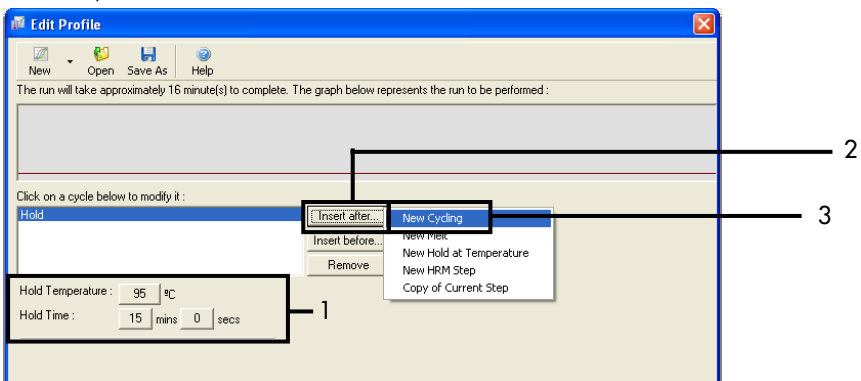 Edit Profile
New Open Save As Help
The run will take approximately 16 minute(s) to complete. The graph below represents the run to be performed :
2
Click on a cycle below to modify it :
Hold Insert after... New Cycling 3
Insert before... New Melt
New Hold at Temperature
Remove New HRM Step
Copy of Current Step
Hold Temperature : 95 ºC
1
Hold Time : 15 mins 0 secs